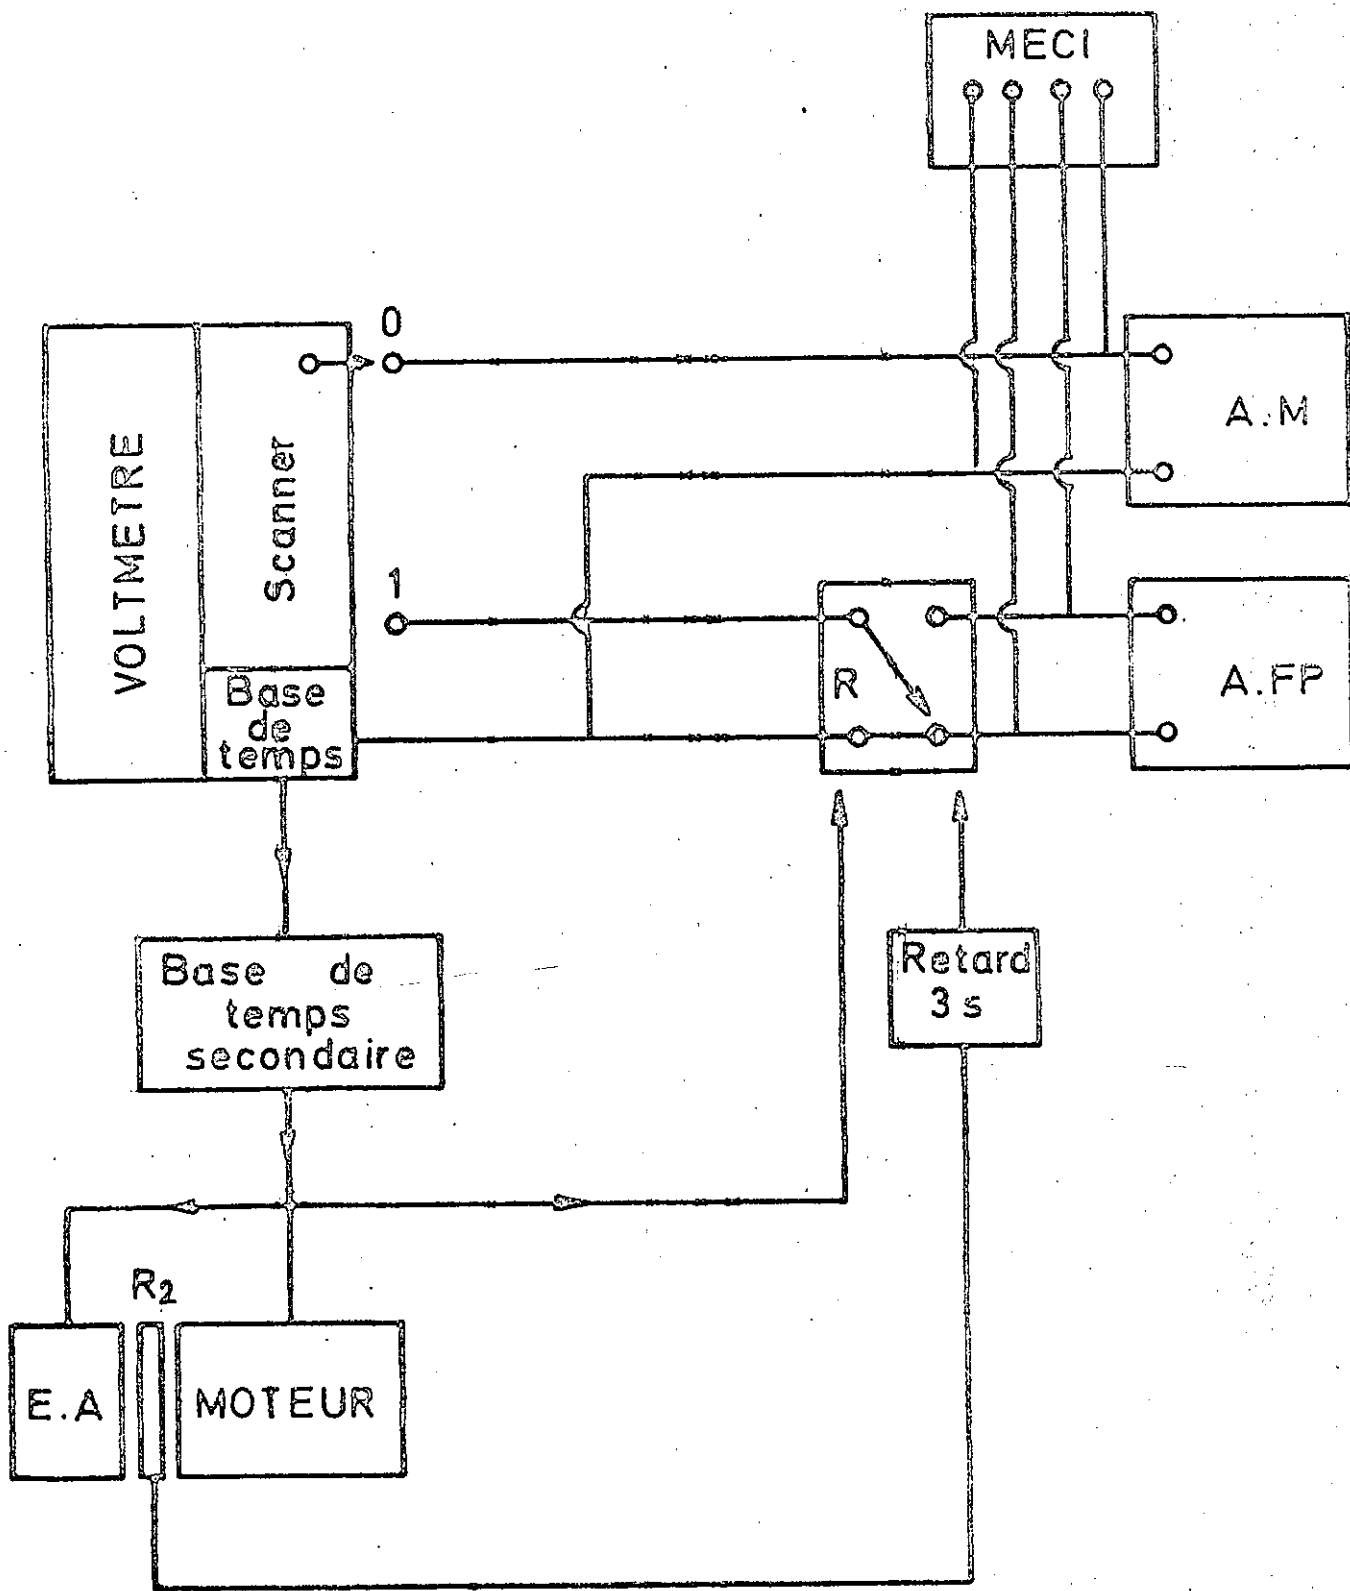 MECI
0
A.M
VOLTMETRE
Scanner
1
R
A.FP
Base
de
temps
Base de
temps
secondaire
Retard
3 s
R2
E.A
MOTEUR